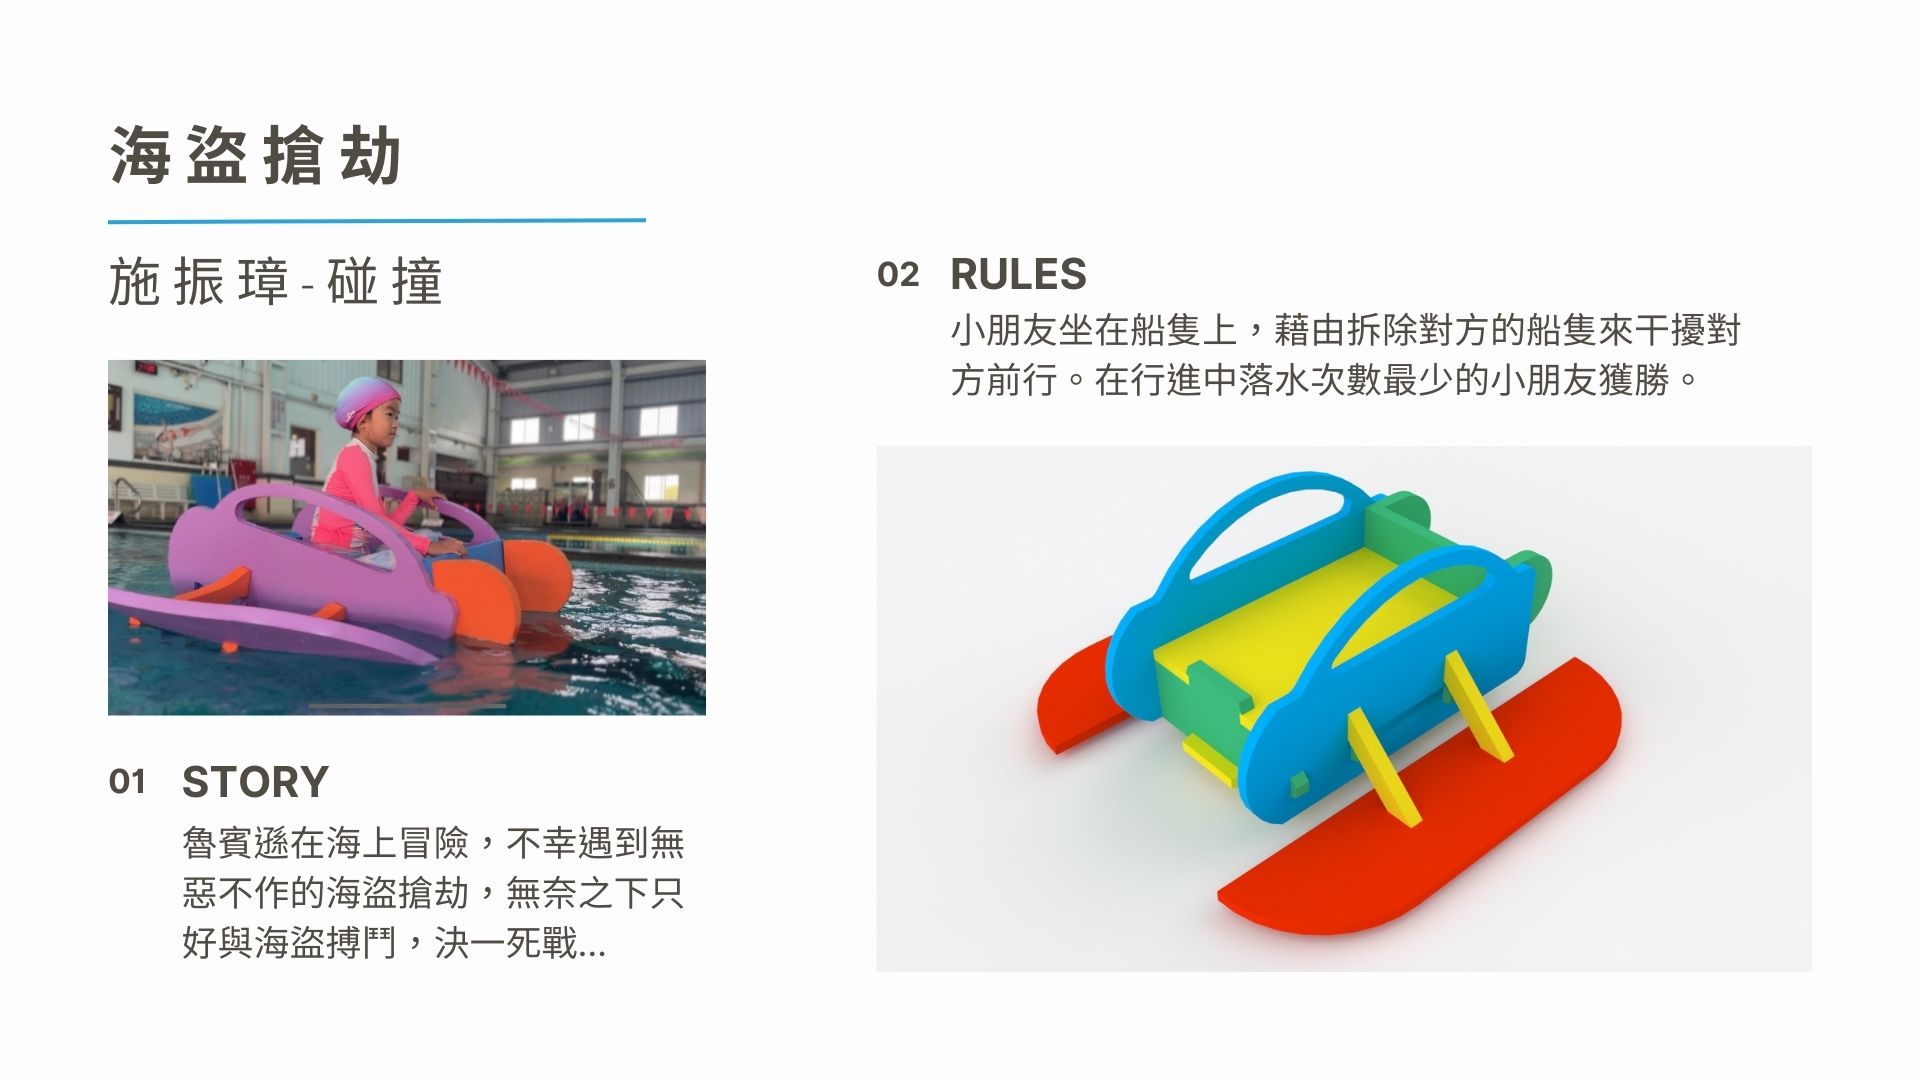 海盜搶劫
施振璋-碰撞
01 STORY
魯賓遜在海上冒險，不幸遇到無
惡不作的海盜搶劫，無奈之下只
好與海盜搏鬥，決一死戰...
02 RULES
小朋友坐在船隻上，藉由拆除對方的船隻來干擾對
方前行。在行進中落水次數最少的小朋友獲勝。